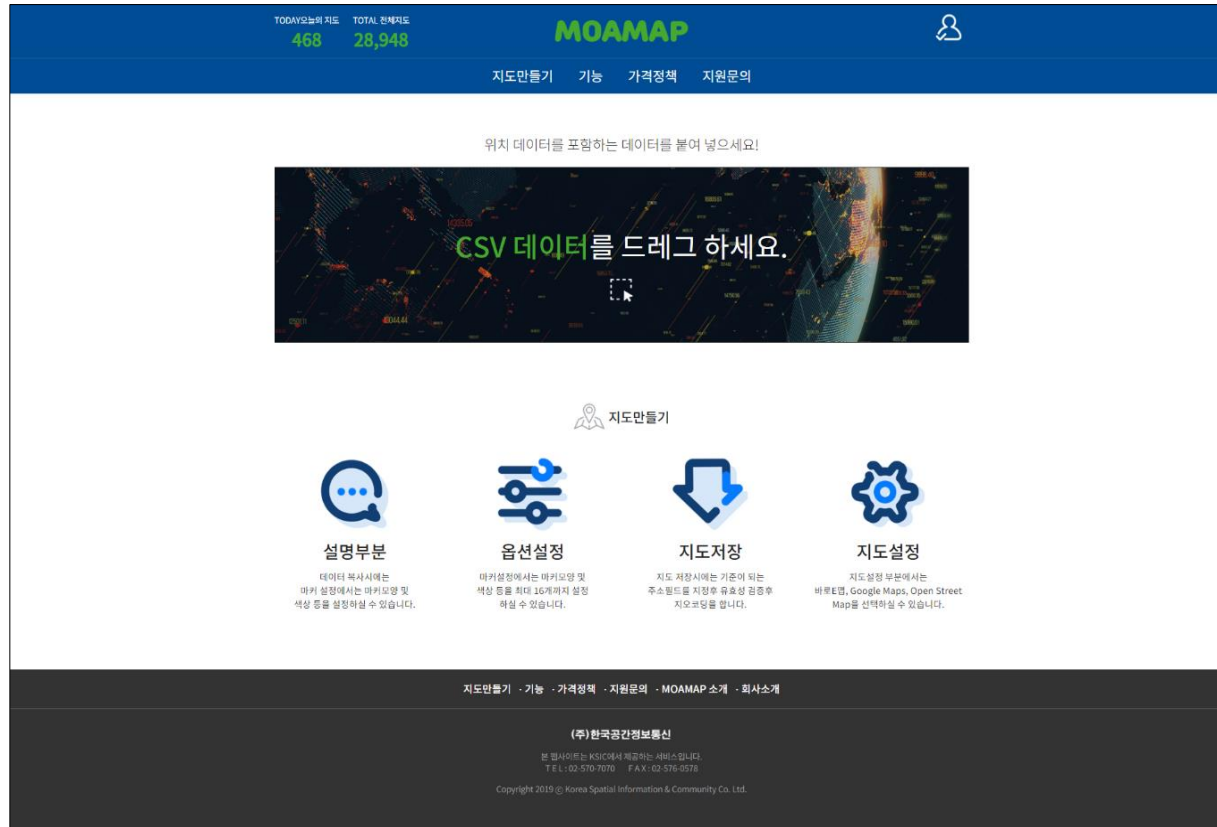 TODAY오늘의 지도 TOTAL 전체지도
468 28,948
MOAMAP
지도만들기 기능 가격정책 지원문의
위치 데이터를 포함하는 데이터를 붙여 넣으세요!
CSV 데이터를 드레그 하세요.
지도만들기
설명부분
데이터 복사시에는
마커 설정에서는 마커모양 및
색상 등을 설정하실 수 있습니다.
옵션설정
마커설정에서는 마커모양 및
색상 등을 최대 16개까지 설정
하실 수 있습니다.
지도저장
지도 저장시에는 기준이 되는
주소필드를 지정후 유효성 검증후
지오코딩을 합니다.
지도설정
지도설정 부분에서는
바로E맵, Google Maps, Open Street
Map을 선택하실 수 있습니다.
지도만들기 · 기능 · 가격정책 · 지원문의 · MOAMAP 소개 · 회사소개
(주)한국공간정보통신
본 웹사이트는 KSIC에서 제공하는 서비스입니다.
T E L : 02-570-7070 F A X : 02-576-0578
Copyright 2019 ⓒ Korea Spatial Information & Community Co. Ltd.